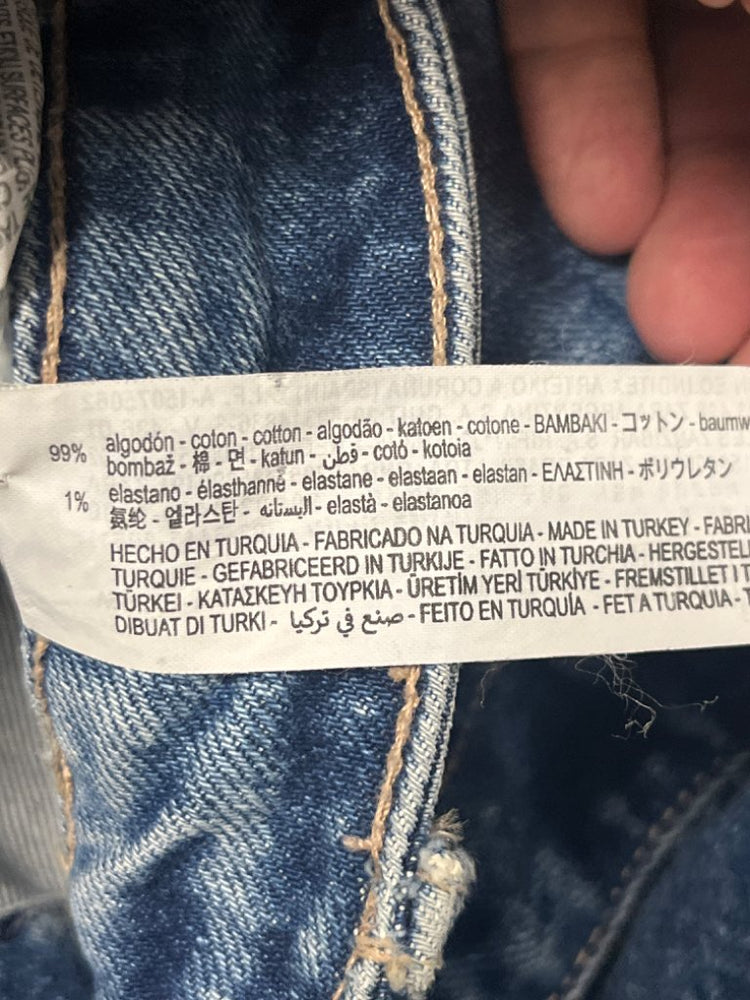 99% algodón - coton - cotton - algodão - katoen - cotone - BAMBAKI - コットン - baumw
bombaž - 棉 - 면 - katun - قطن - cotó - kotoia
1% elastano - élasthanne - elastane - elastaan - elastan - ΕΛΑΣΤΙΝΗ - ポリウレタン
氨纶 - 엘라스탄 - اليستانه - elastà - elastanoa
HECHO EN TURQUIA - FABRICADO NA TURQUIA - MADE IN TURKEY - FABRI
TURQUIE - GEFABRICEERD IN TURKIJE - FATTO IN TURCHIA - HERGESTEL
TÜRKEI - ΚΑΤΑΣΚΕΥΗ ΤΟΥΡΚΙΑ - ÜRETİM YERİ TÜRKİYE - FREMSTILLET I T
DIBUAT DI TURKI - صنع في تركيا - FEITO EN TURQUÍA - FET A TURQUIA - T